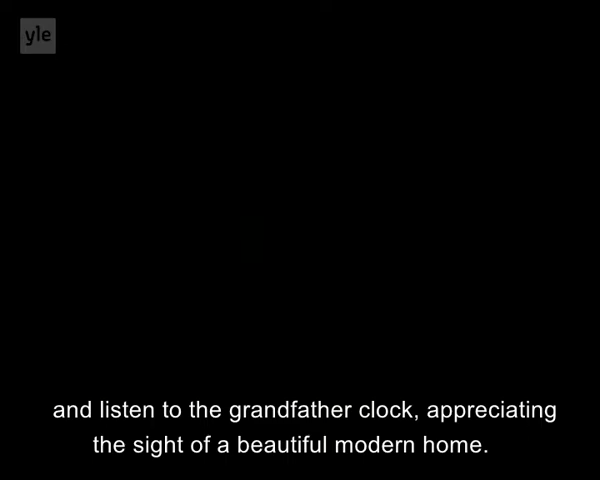 yle
and listen to the grandfather clock, appreciating
the sight of a beautiful modern home.